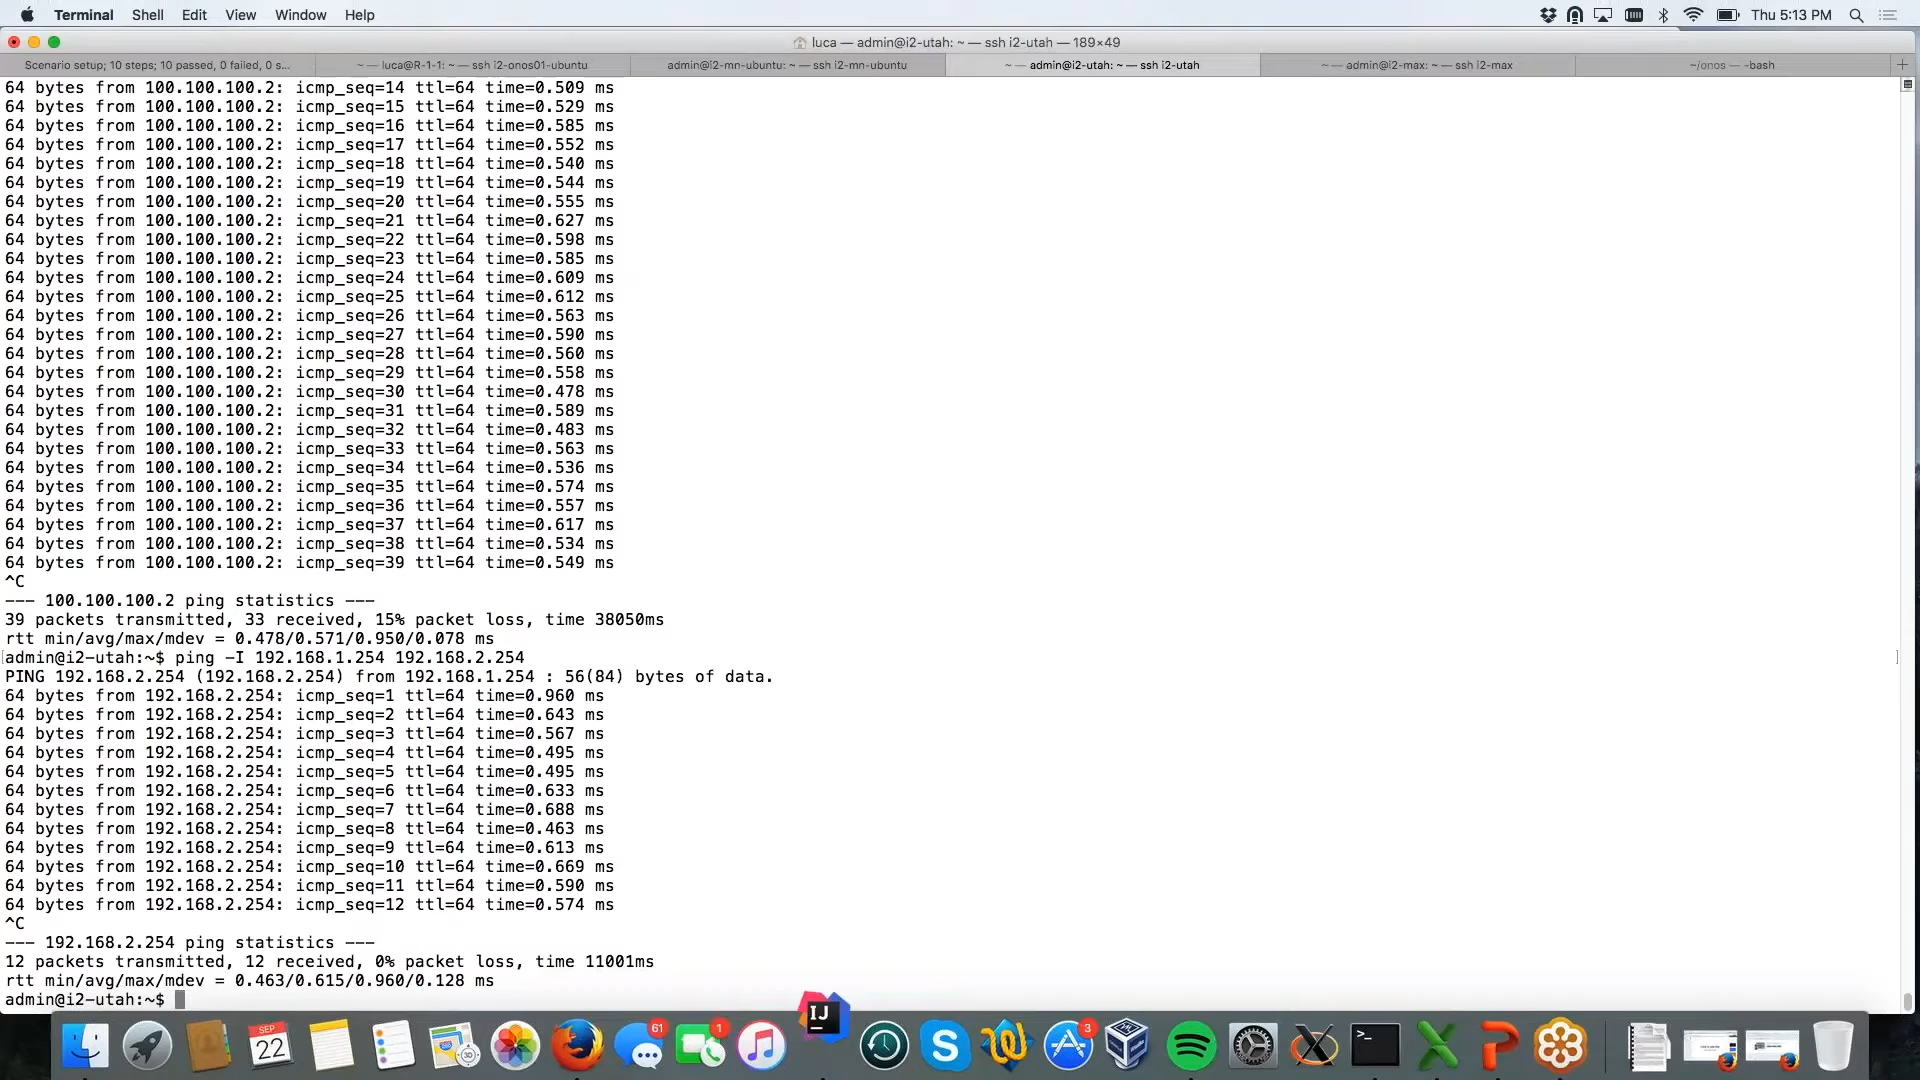 Terminal Shell Edit View Window Help Thu 5:13 PM
luca — admin@i2-utah: ~ — ssh i2-utah — 189×49
Scenario setup; 10 steps; 10 passed, 0 failed, 0 s... ~ — luca@R-1-1: ~ — ssh i2-onos01-ubuntu admin@i2-mn-ubuntu: ~ — ssh i2-mn-ubuntu ~ — admin@i2-utah: ~ — ssh i2-utah ~ — admin@i2-max: ~ — ssh i2-max ~/onos — -bash
64 bytes from 100.100.100.2: icmp_seq=14 ttl=64 time=0.509 ms
64 bytes from 100.100.100.2: icmp_seq=15 ttl=64 time=0.529 ms
64 bytes from 100.100.100.2: icmp_seq=16 ttl=64 time=0.585 ms
64 bytes from 100.100.100.2: icmp_seq=17 ttl=64 time=0.552 ms
64 bytes from 100.100.100.2: icmp_seq=18 ttl=64 time=0.540 ms
64 bytes from 100.100.100.2: icmp_seq=19 ttl=64 time=0.544 ms
64 bytes from 100.100.100.2: icmp_seq=20 ttl=64 time=0.555 ms
64 bytes from 100.100.100.2: icmp_seq=21 ttl=64 time=0.627 ms
64 bytes from 100.100.100.2: icmp_seq=22 ttl=64 time=0.598 ms
64 bytes from 100.100.100.2: icmp_seq=23 ttl=64 time=0.585 ms
64 bytes from 100.100.100.2: icmp_seq=24 ttl=64 time=0.609 ms
64 bytes from 100.100.100.2: icmp_seq=25 ttl=64 time=0.612 ms
64 bytes from 100.100.100.2: icmp_seq=26 ttl=64 time=0.563 ms
64 bytes from 100.100.100.2: icmp_seq=27 ttl=64 time=0.590 ms
64 bytes from 100.100.100.2: icmp_seq=28 ttl=64 time=0.560 ms
64 bytes from 100.100.100.2: icmp_seq=29 ttl=64 time=0.558 ms
64 bytes from 100.100.100.2: icmp_seq=30 ttl=64 time=0.478 ms
64 bytes from 100.100.100.2: icmp_seq=31 ttl=64 time=0.589 ms
64 bytes from 100.100.100.2: icmp_seq=32 ttl=64 time=0.483 ms
64 bytes from 100.100.100.2: icmp_seq=33 ttl=64 time=0.563 ms
64 bytes from 100.100.100.2: icmp_seq=34 ttl=64 time=0.536 ms
64 bytes from 100.100.100.2: icmp_seq=35 ttl=64 time=0.574 ms
64 bytes from 100.100.100.2: icmp_seq=36 ttl=64 time=0.557 ms
64 bytes from 100.100.100.2: icmp_seq=37 ttl=64 time=0.617 ms
64 bytes from 100.100.100.2: icmp_seq=38 ttl=64 time=0.534 ms
64 bytes from 100.100.100.2: icmp_seq=39 ttl=64 time=0.549 ms
^C
--- 100.100.100.2 ping statistics ---
39 packets transmitted, 33 received, 15% packet loss, time 38050ms
rtt min/avg/max/mdev = 0.478/0.571/0.950/0.078 ms
admin@i2-utah:~$ ping -I 192.168.1.254 192.168.2.254
PING 192.168.2.254 (192.168.2.254) from 192.168.1.254 : 56(84) bytes of data.
64 bytes from 192.168.2.254: icmp_seq=1 ttl=64 time=0.960 ms
64 bytes from 192.168.2.254: icmp_seq=2 ttl=64 time=0.643 ms
64 bytes from 192.168.2.254: icmp_seq=3 ttl=64 time=0.567 ms
64 bytes from 192.168.2.254: icmp_seq=4 ttl=64 time=0.495 ms
64 bytes from 192.168.2.254: icmp_seq=5 ttl=64 time=0.495 ms
64 bytes from 192.168.2.254: icmp_seq=6 ttl=64 time=0.633 ms
64 bytes from 192.168.2.254: icmp_seq=7 ttl=64 time=0.688 ms
64 bytes from 192.168.2.254: icmp_seq=8 ttl=64 time=0.463 ms
64 bytes from 192.168.2.254: icmp_seq=9 ttl=64 time=0.613 ms
64 bytes from 192.168.2.254: icmp_seq=10 ttl=64 time=0.669 ms
64 bytes from 192.168.2.254: icmp_seq=11 ttl=64 time=0.590 ms
64 bytes from 192.168.2.254: icmp_seq=12 ttl=64 time=0.574 ms
^C
--- 192.168.2.254 ping statistics ---
12 packets transmitted, 12 received, 0% packet loss, time 11001ms
rtt min/avg/max/mdev = 0.463/0.615/0.960/0.128 ms
admin@i2-utah:~$
SEP 22 3D 61 1 IJ 3 >_